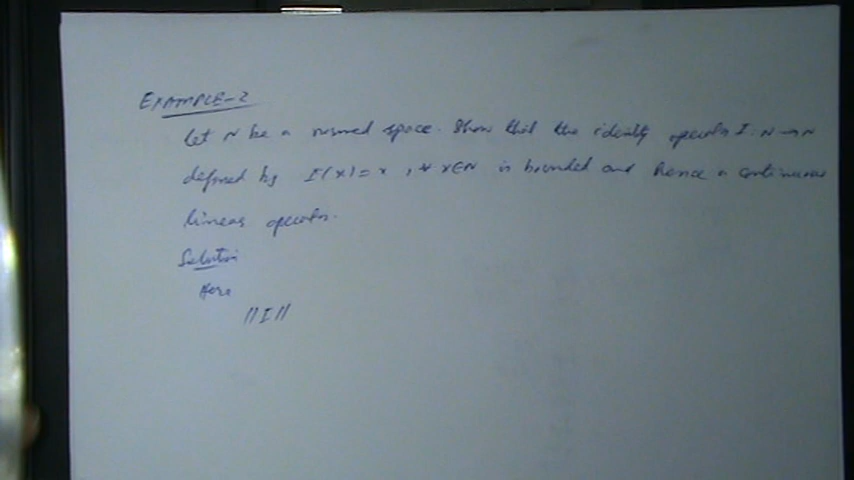 EXAMPLE-2
Let N be a normed space. Show that the identity operator I: N → N
defined by I(x) = x, ∀ x∈N is bounded and hence a continuous
linear operator.
Solution
Here
||I||